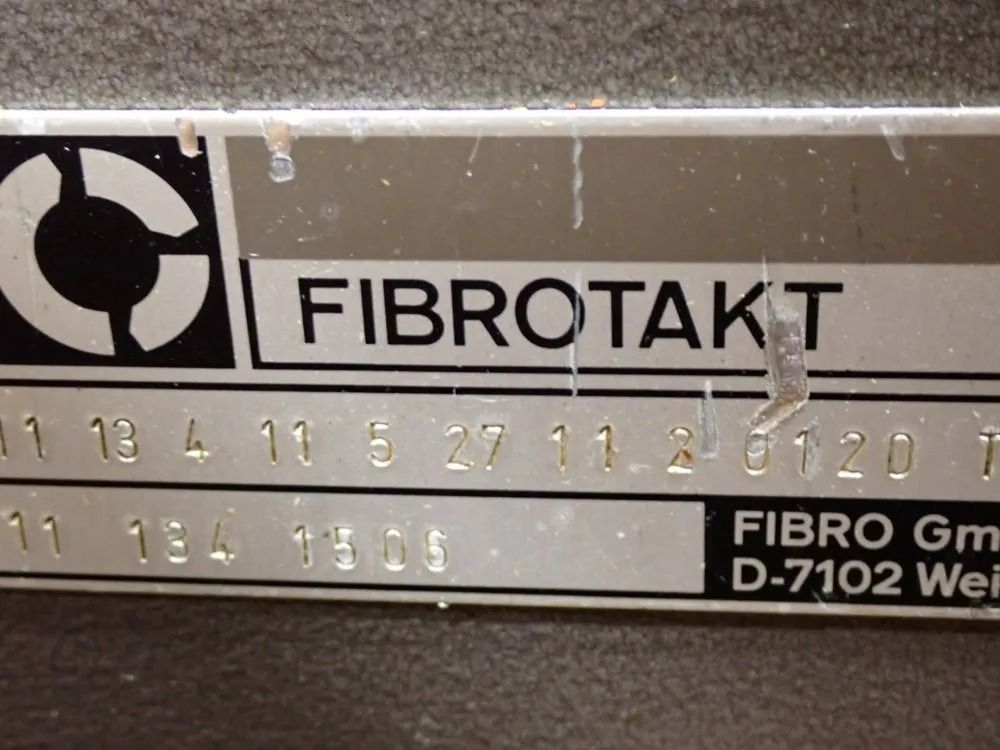 FIBROTAKT
11 13 4 11 5 27 11 2 0120 T
11 134 1506
FIBRO Gm
D-7102 Wei